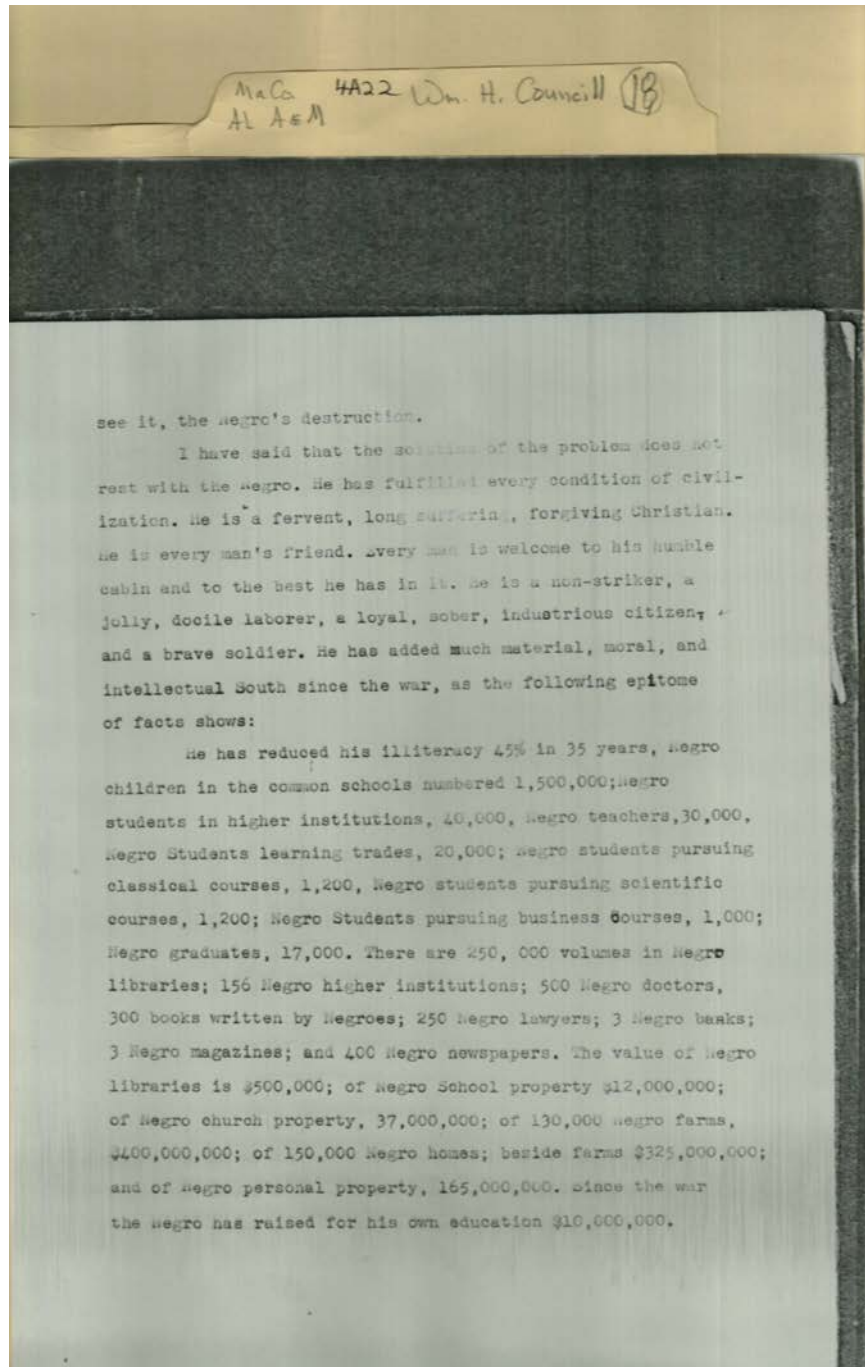 MaCo 4A22 Wm. H. Councill 18
AL A&M
see it, the Negro's destruction.
I have said that the solution of the problem does not
rest with the Negro. He has fulfilled every condition of civil-
ization. He is a fervent, long suffering, forgiving Christian.
He is every man's friend. Every man is welcome to his humble
cabin and to the best he has in it. He is a non-striker, a
jolly, docile laborer, a loyal, sober, industrious citizen,
and a brave soldier. He has added much material, moral, and
intellectual South since the war, as the following epitome
of facts shows:
He has reduced his illiteracy 45% in 35 years, Negro
children in the common schools numbered 1,500,000;Negro
students in higher institutions, 40,000, Negro teachers,30,000,
Negro Students learning trades, 20,000; Negro students pursuing
classical courses, 1,200, Negro students pursuing scientific
courses, 1,200; Negro Students pursuing business courses, 1,000;
Negro graduates, 17,000. There are 250, 000 volumes in Negro
libraries; 156 Negro higher institutions; 500 Negro doctors,
300 books written by Negroes; 250 Negro lawyers; 3 Negro banks;
3 Negro magazines; and 400 Negro newspapers. The value of Negro
libraries is $500,000; of Negro School property $12,000,000;
of Negro church property, 37,000,000; of 130,000 Negro farms,
$400,000,000; of 150,000 Negro homes; beside farms $325,000,000;
and of Negro personal property, 165,000,000. Since the war
the Negro has raised for his own education $10,000,000.